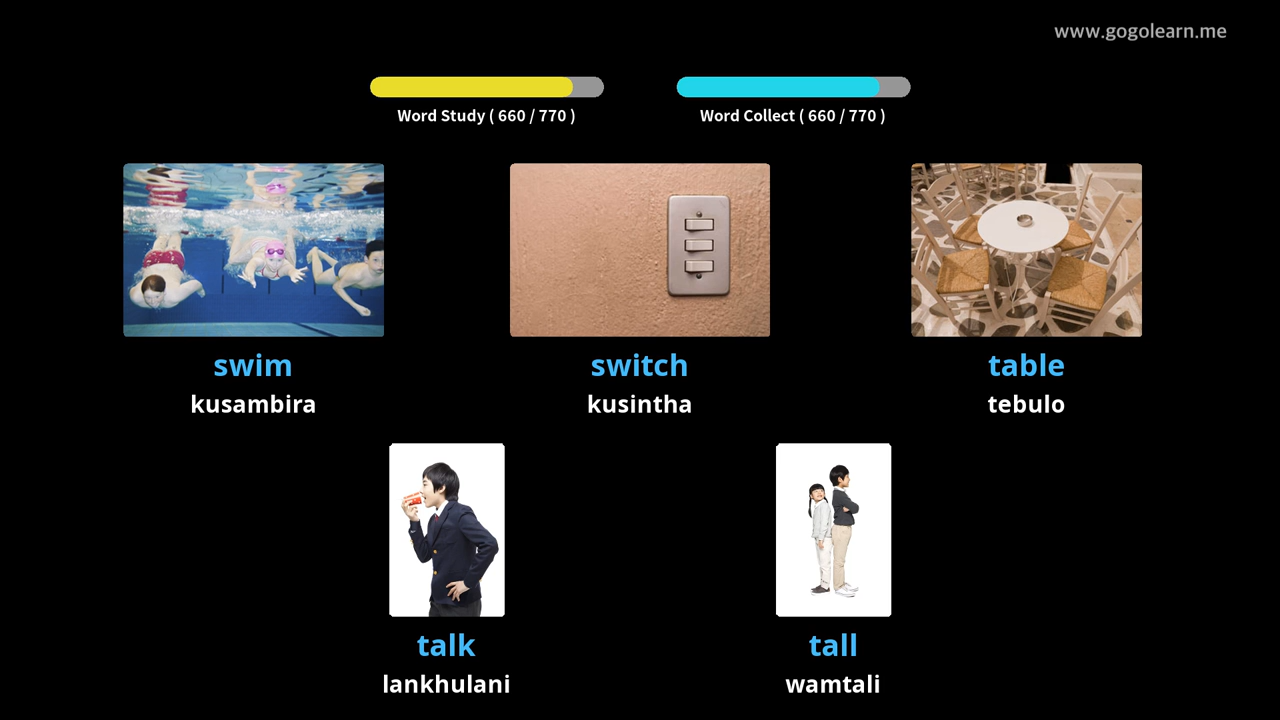 www.gogolearn.me
Word Study ( 660 / 770 )
Word Collect ( 660 / 770 )
swim
kusambira
switch
kusintha
table
tebulo
talk
lankhulani
tall
wamtali